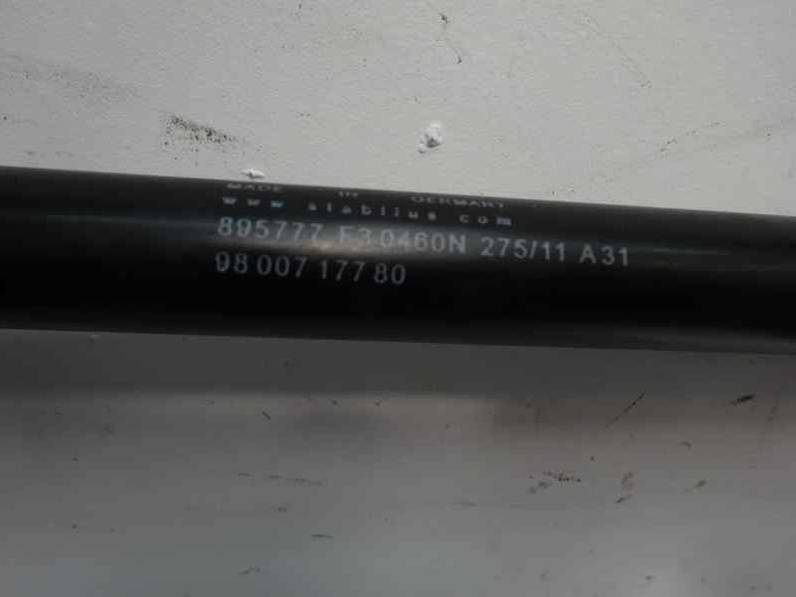 MADE IN GERMANY
www stabilus com
895777 F3 0460N 275/11 A31
98 007 177 80